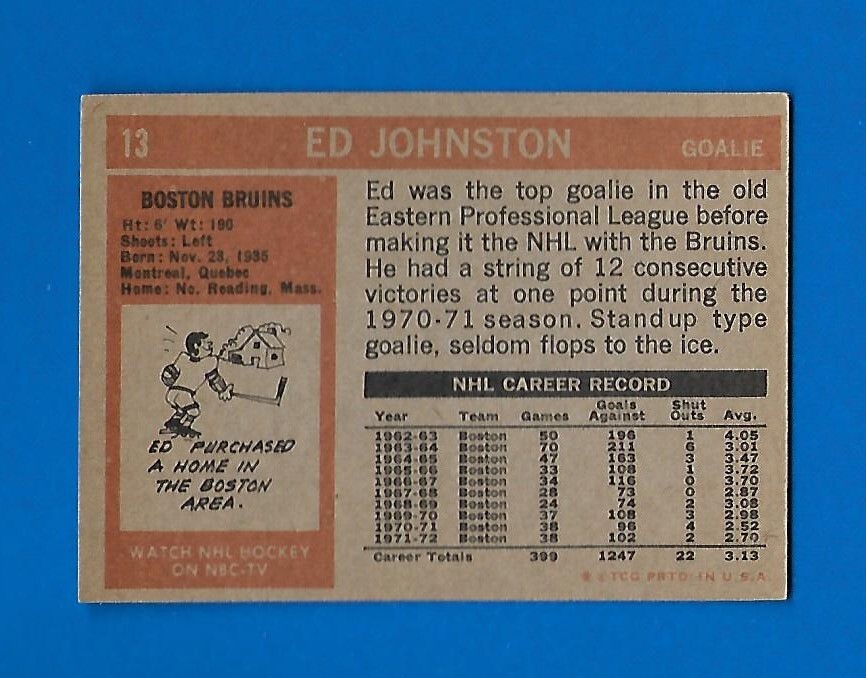 13 ED JOHNSTON GOALIE
BOSTON BRUINS
Ht: 6' Wt: 190
Shoots: Left
Born: Nov. 23, 1935
Montreal, Quebec
Home: No. Reading, Mass.
ED PURCHASED
A HOME IN
THE BOSTON
AREA.
WATCH NHL HOCKEY
ON NBC-TV
Ed was the top goalie in the old
Eastern Professional League before
making it the NHL with the Bruins.
He had a string of 12 consecutive
victories at one point during the
1970-71 season. Stand up type
goalie, seldom flops to the ice.
NHL CAREER RECORD
Year Team Games Goals Against Shut Outs Avg.
1962-63 Boston 50 196 1 4.05
1963-64 Boston 70 211 6 3.01
1964-65 Boston 47 163 3 3.47
1965-66 Boston 33 108 1 3.72
1966-67 Boston 34 116 0 3.70
1967-68 Boston 28 73 0 2.87
1968-69 Boston 24 74 2 3.08
1969-70 Boston 37 108 3 2.98
1970-71 Boston 38 96 4 2.52
1971-72 Boston 38 102 2 2.70
Career Totals 399 1247 22 3.13
* © TCG PRTD. IN U.S.A.